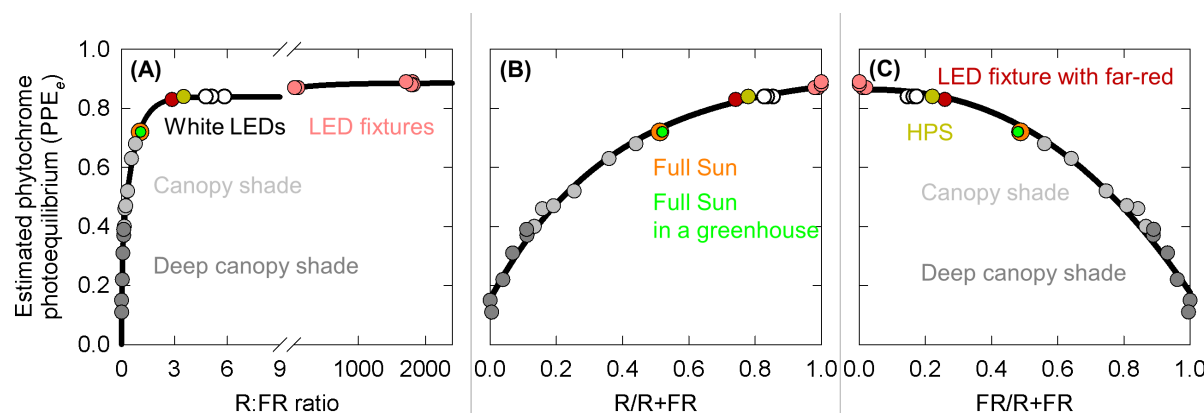 Estimated phytochrome
photoequilibrium (PPEe)
1.0
0.8
0.6
0.4
0.2
0.0
(A)
White LEDs
LED fixtures
Canopy shade
Deep canopy shade
0 3 6 9 1000 2000
R:FR ratio
(B)
Full Sun
Full Sun
in a greenhouse
0.0 0.2 0.4 0.6 0.8 1.0
R/R+FR
(C)
LED fixture with far-red
HPS
Canopy shade
Deep canopy shade
0.0 0.2 0.4 0.6 0.8 1.0
FR/R+FR